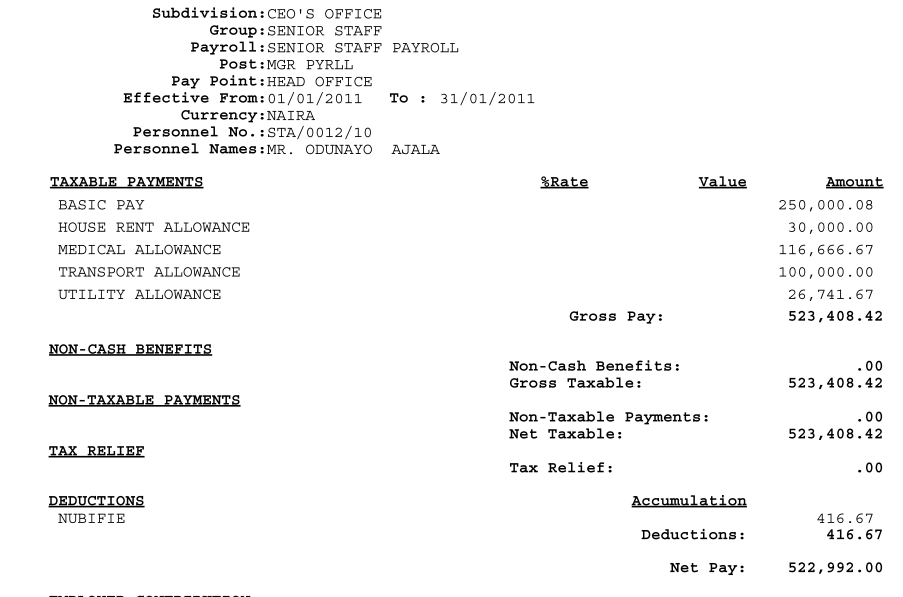 Subdivision:CEO'S OFFICE
Group:SENIOR STAFF
Payroll:SENIOR STAFF PAYROLL
Post:MGR PYRLL
Pay Point:HEAD OFFICE
Effective From:01/01/2011 To : 31/01/2011
Currency:NAIRA
Personnel No.:STA/0012/10
Personnel Names:MR. ODUNAYO AJALA
TAXABLE PAYMENTS %Rate Value Amount
BASIC PAY 250,000.08
HOUSE RENT ALLOWANCE 30,000.00
MEDICAL ALLOWANCE 116,666.67
TRANSPORT ALLOWANCE 100,000.00
UTILITY ALLOWANCE 26,741.67
Gross Pay: 523,408.42
NON-CASH BENEFITS
Non-Cash Benefits: .00
Gross Taxable: 523,408.42
NON-TAXABLE PAYMENTS
Non-Taxable Payments: .00
Net Taxable: 523,408.42
TAX RELIEF
Tax Relief: .00
DEDUCTIONS Accumulation
NUBIFIE 416.67
Deductions: 416.67
Net Pay: 522,992.00